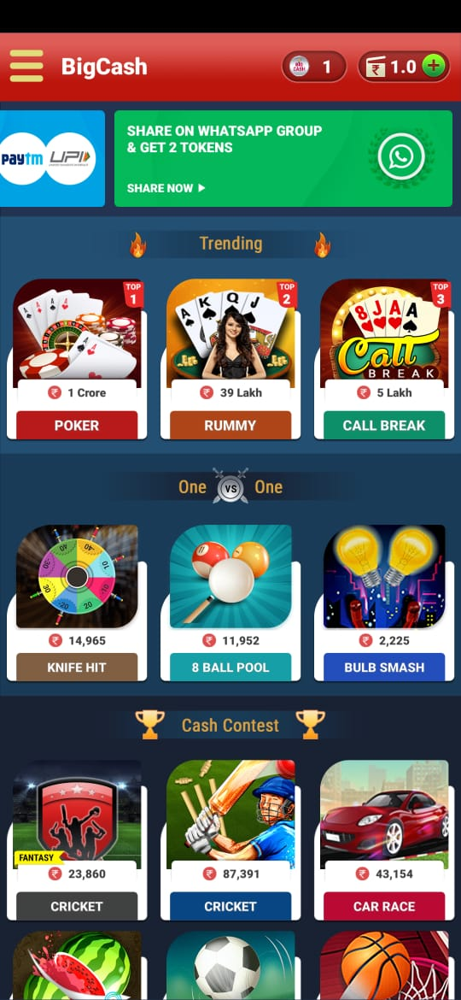 BigCash
BIG CASH
1
₹ 1.0 +
paytm UPI
SHARE ON WHATSAPP GROUP
& GET 2 TOKENS
SHARE NOW
Trending
TOP 1
TOP 2
TOP 3
A K Q J
8 J A A
Call
BREAK
₹ 1 Crore
₹ 39 Lakh
₹ 5 Lakh
POKER
RUMMY
CALL BREAK
One VS One
₹ 14,965
₹ 11,952
₹ 2,225
KNIFE HIT
8 BALL POOL
BULB SMASH
Cash Contest
FANTASY
₹ 23,860
₹ 87,391
₹ 43,154
CRICKET
CRICKET
CAR RACE